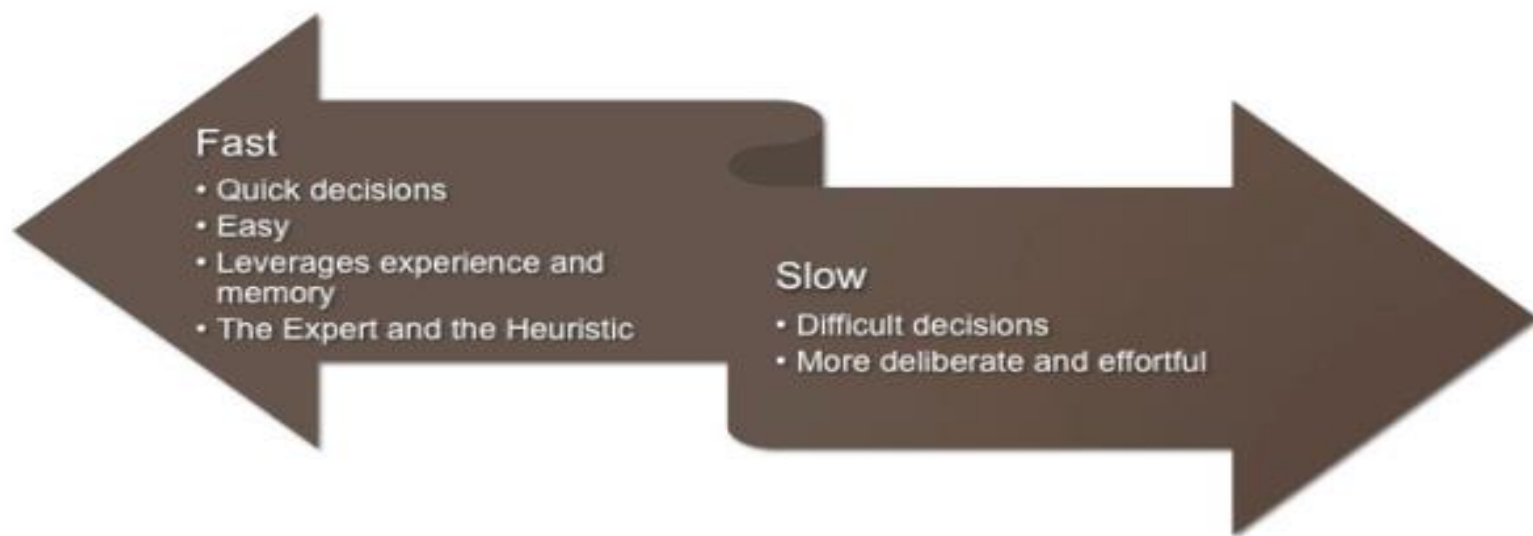 Fast
• Quick decisions
• Easy
• Leverages experience and
memory
• The Expert and the Heuristic
Slow
• Difficult decisions
• More deliberate and effortful